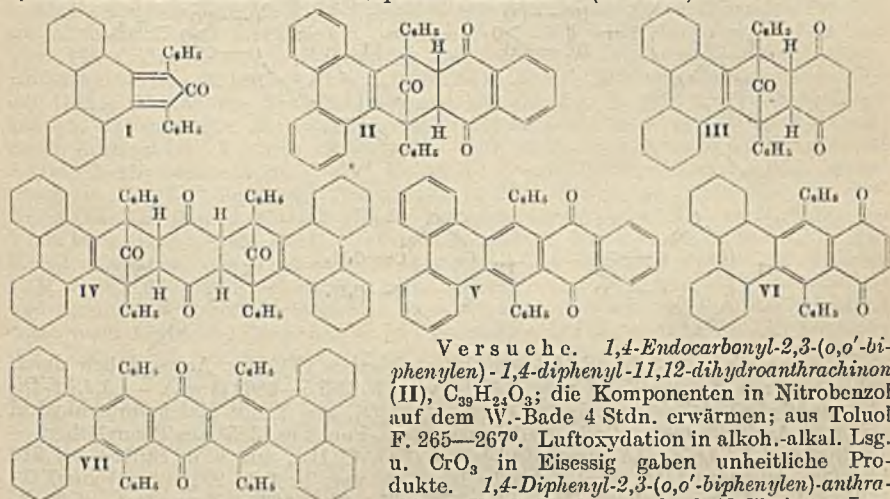 C₆H₅
CO
C₆H₅
I
C₆H₅ H O
CO
H
C₆H₅ O
II
C₆H₅ H O
CO
H
C₆H₅ O
III
C₆H₅ O C₆H₅
H H
CO CO
H H
C₆H₅ O C₆H₅
IV
C₆H₅ O
C₆H₅ O
V
C₆H₅ O
C₆H₅ O
VI
C₆H₅ O C₆H₅
C₆H₅ O C₆H₅
VII
Versuche. 1,4-Endocarbonyl-2,3-(o,o'-bi-
phenylen)-1,4-diphenyl-11,12-dihydroanthrachinon
(II), C₃₉H₂₄O₃; die Komponenten in Nitrobenzol
auf dem W.-Bade 4 Stdn. erwärmen; aus Toluol
F. 265—267⁰. Luftoxydation in alkoh.-alkal. Lsg.
u. CrO₃ in Eisessig gaben unheitliche Pro-
dukte. 1,4-Diphenyl-2,3-(o,o'-biphenylen)-anthra-